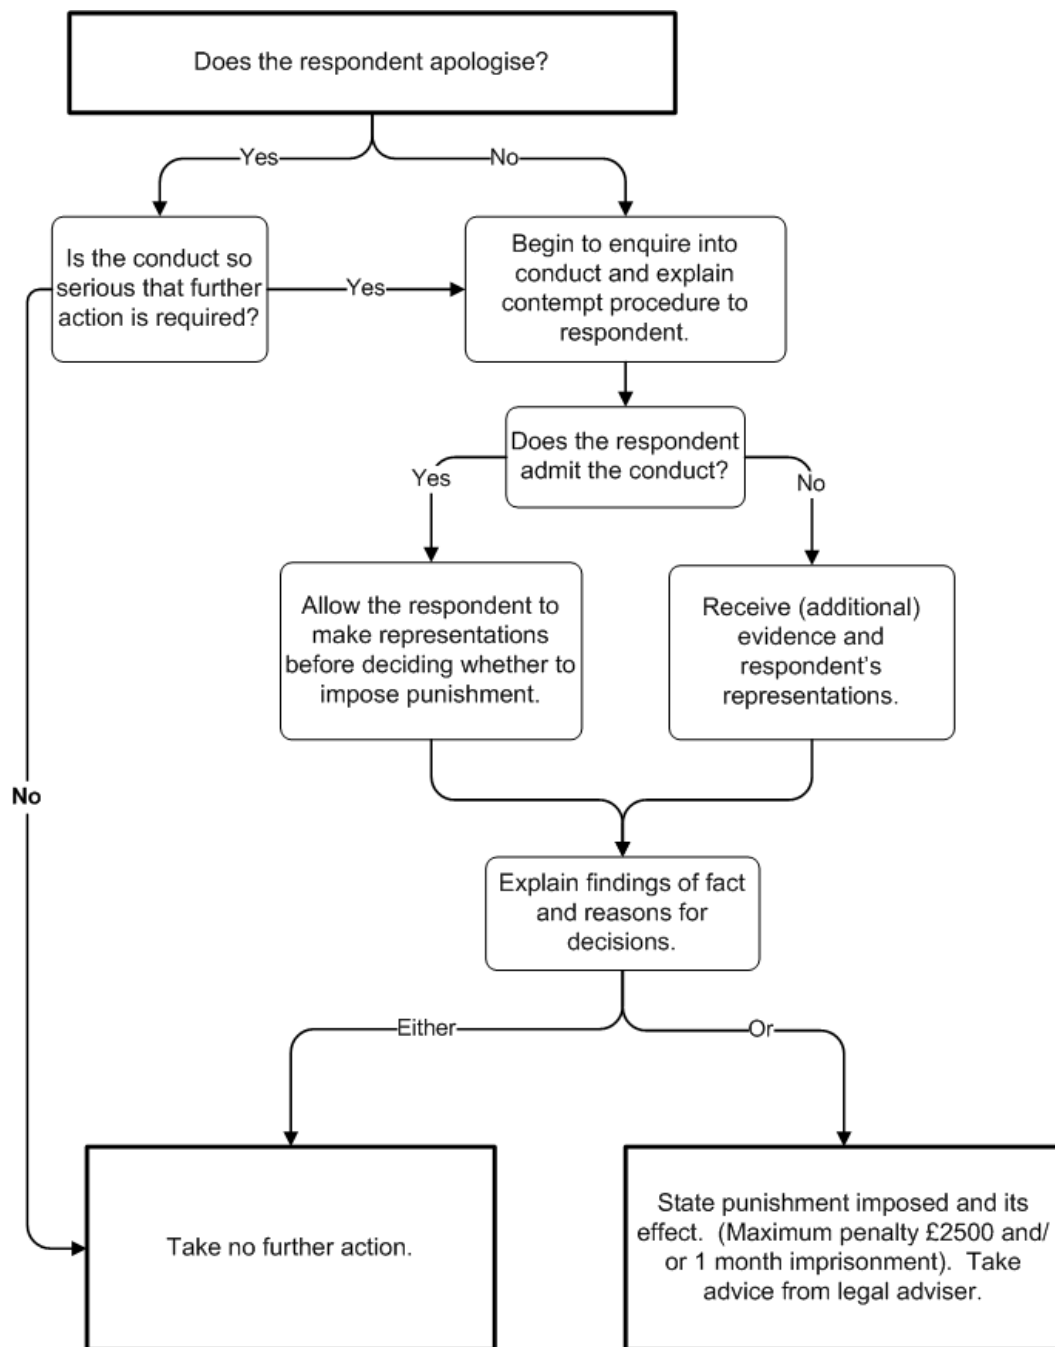 Does the respondent apologise?
Yes
No
Is the conduct so
serious that further
action is required?
Yes
Begin to enquire into
conduct and explain
contempt procedure to
respondent.
Does the respondent
admit the conduct?
Yes
No
Allow the respondent to
make representations
before deciding whether to
impose punishment.
Receive (additional)
evidence and
respondent's
representations.
No
Explain findings of fact
and reasons for
decisions.
Either
Or
Take no further action.
State punishment imposed and its
effect.  (Maximum penalty £2500 and/
or 1 month imprisonment).  Take
advice from legal adviser.